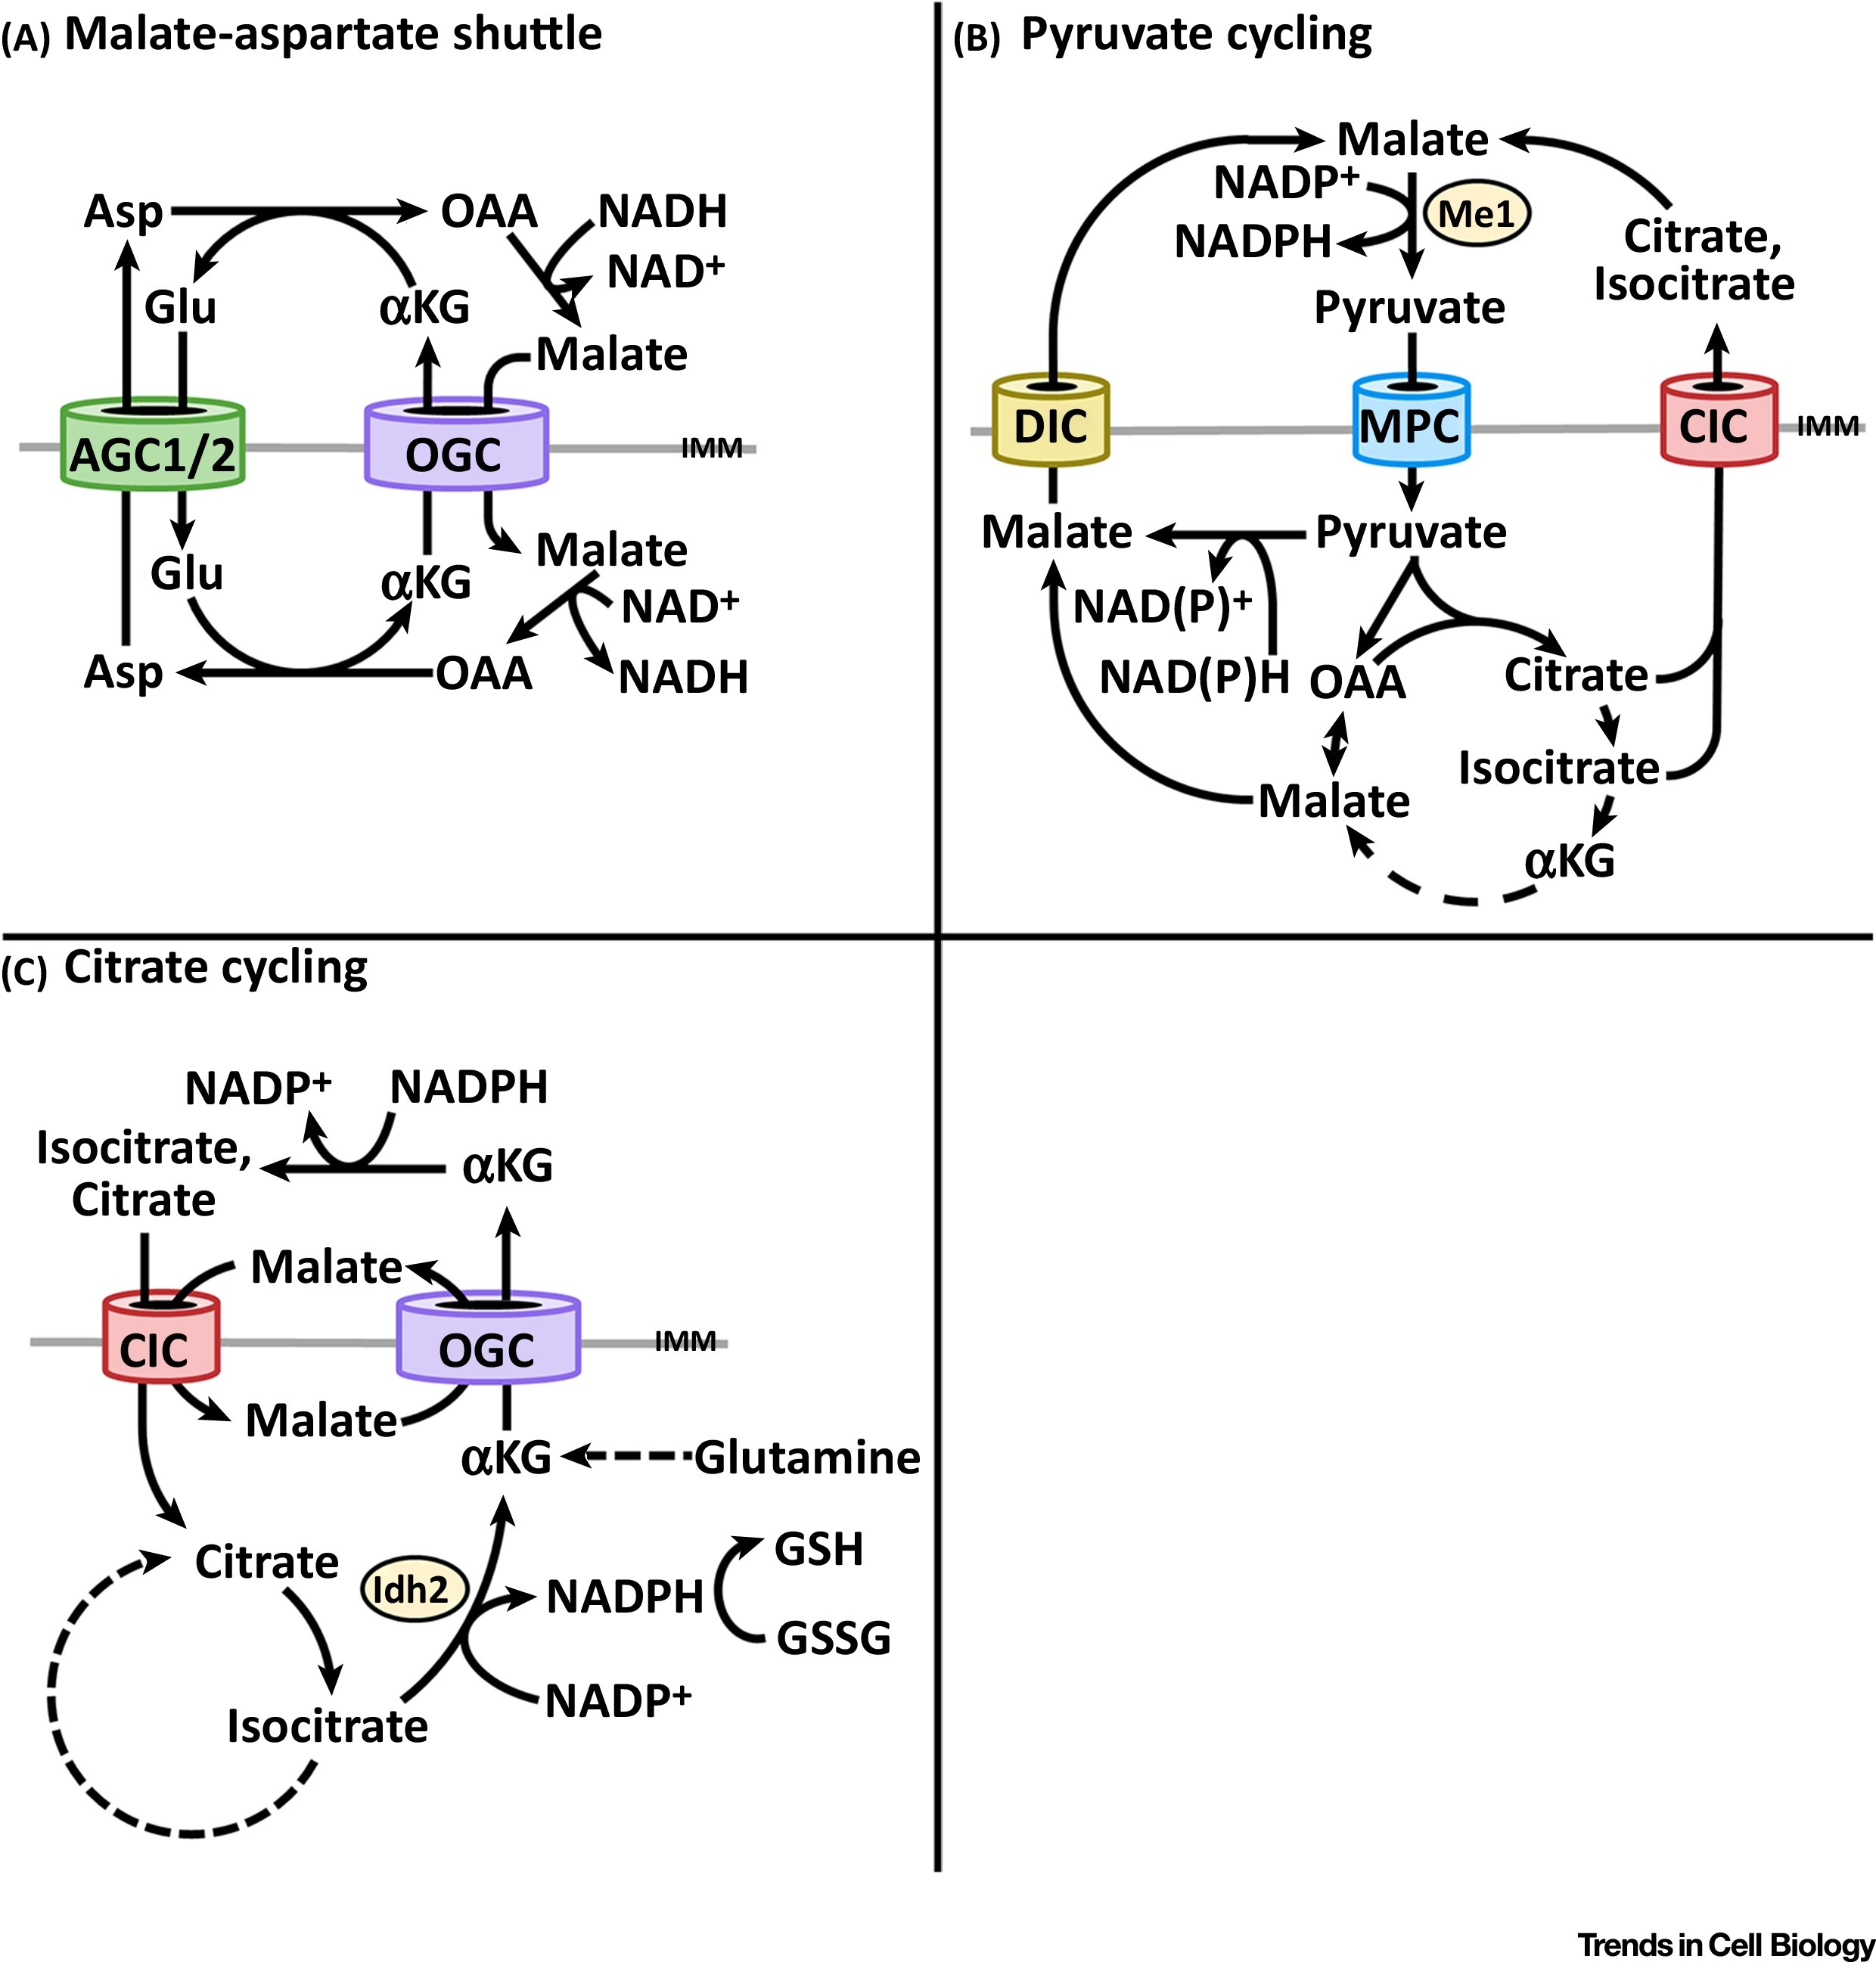 (A) Malate-aspartate shuttle
Asp
OAA
NADH
NAD+
Glu
αKG
Malate
AGC1/2
OGC
IMM
Malate
Glu
αKG
NAD+
Asp
OAA
NADH
(B) Pyruvate cycling
Malate
NADP+
Me1
NADPH
Citrate,
Isocitrate
Pyruvate
DIC
MPC
CIC
IMM
Malate
Pyruvate
NAD(P)+
NAD(P)H
OAA
Citrate
Isocitrate
Malate
αKG
(C) Citrate cycling
NADP+
NADPH
Isocitrate,
Citrate
αKG
Malate
CIC
OGC
IMM
Malate
αKG
Glutamine
Citrate
Idh2
NADPH
GSH
GSSG
NADP+
Isocitrate
Trends in Cell Biology